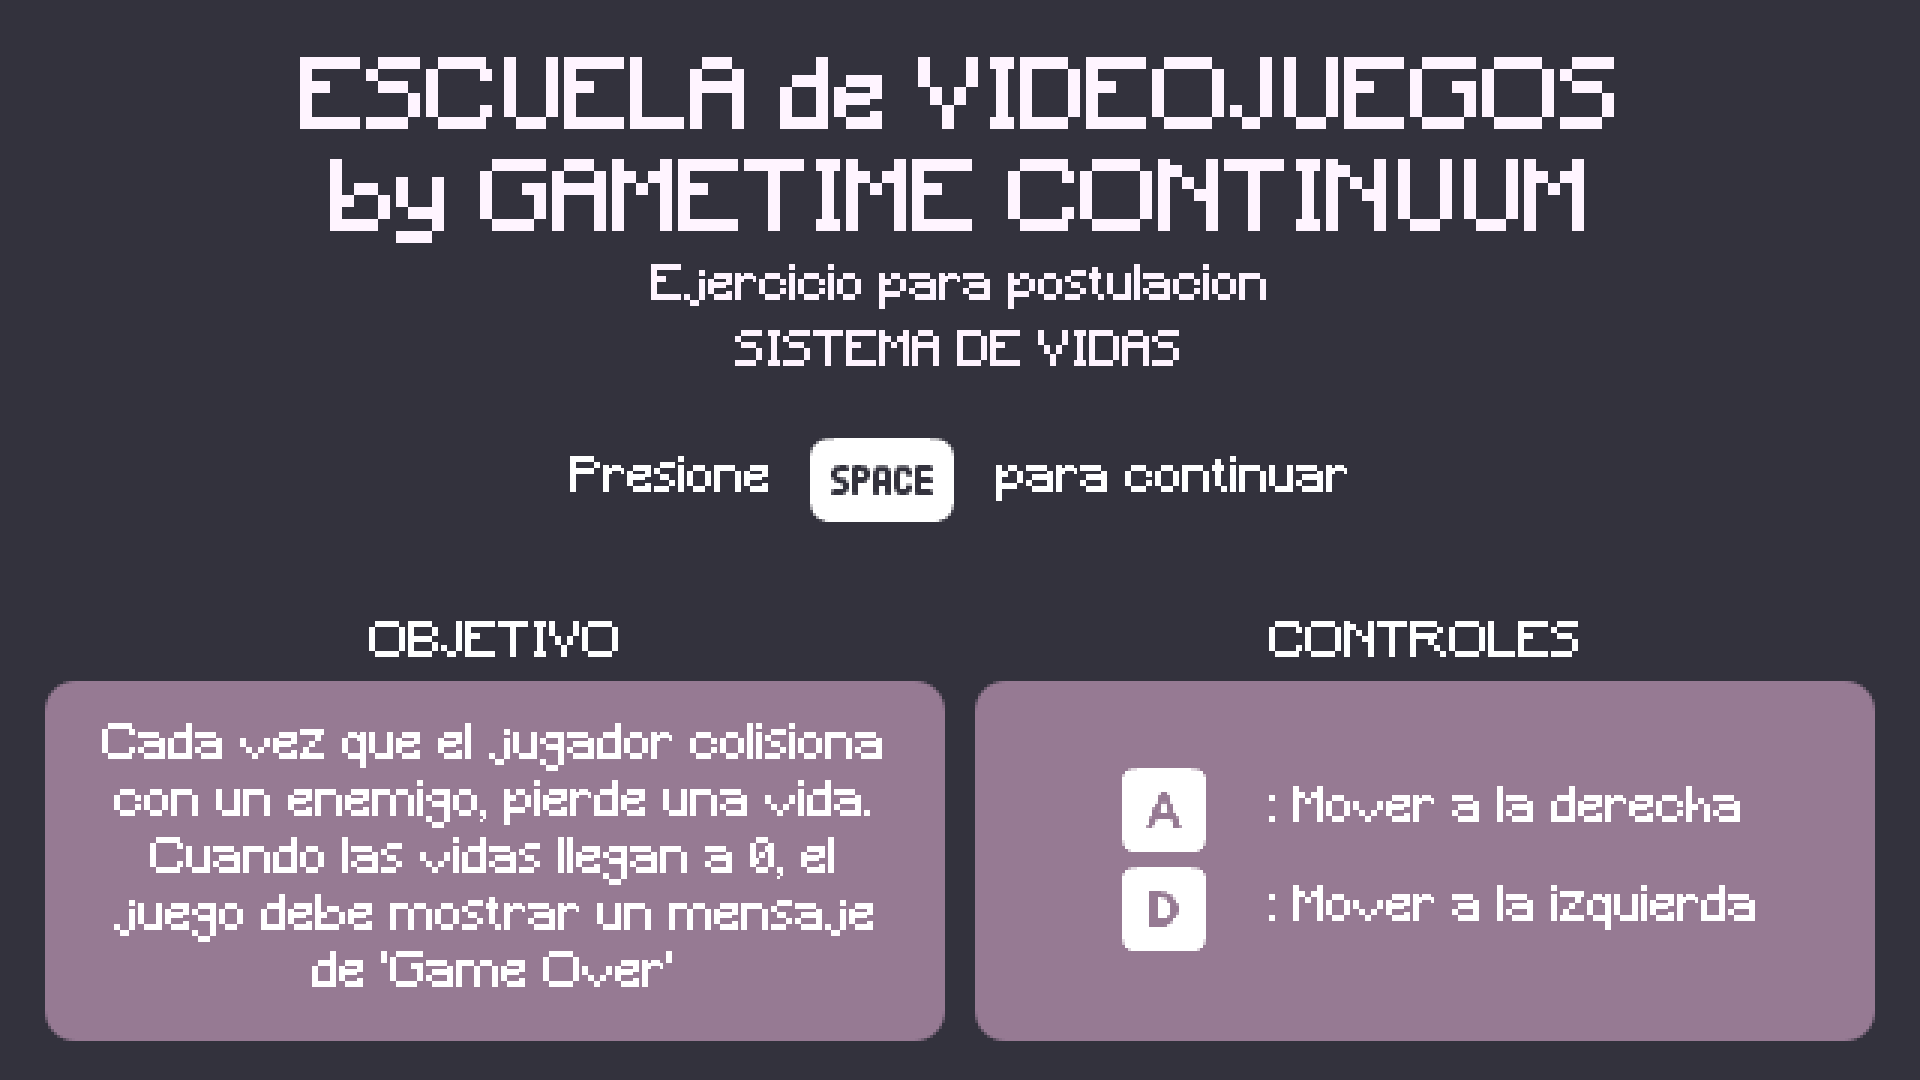 ESCUELA de VIDEOJUEGOS
by GAMETIME CONTINUUM
Ejercicio para postulacion
SISTEMA DE VIDAS
Presione SPACE para continuar
OBJETIVO
Cada vez que el jugador colisiona
con un enemigo, pierde una vida.
Cuando las vidas llegan a 0, el
juego debe mostrar un mensaje
de 'Game Over'
CONTROLES
A : Mover a la derecha
D : Mover a la izquierda